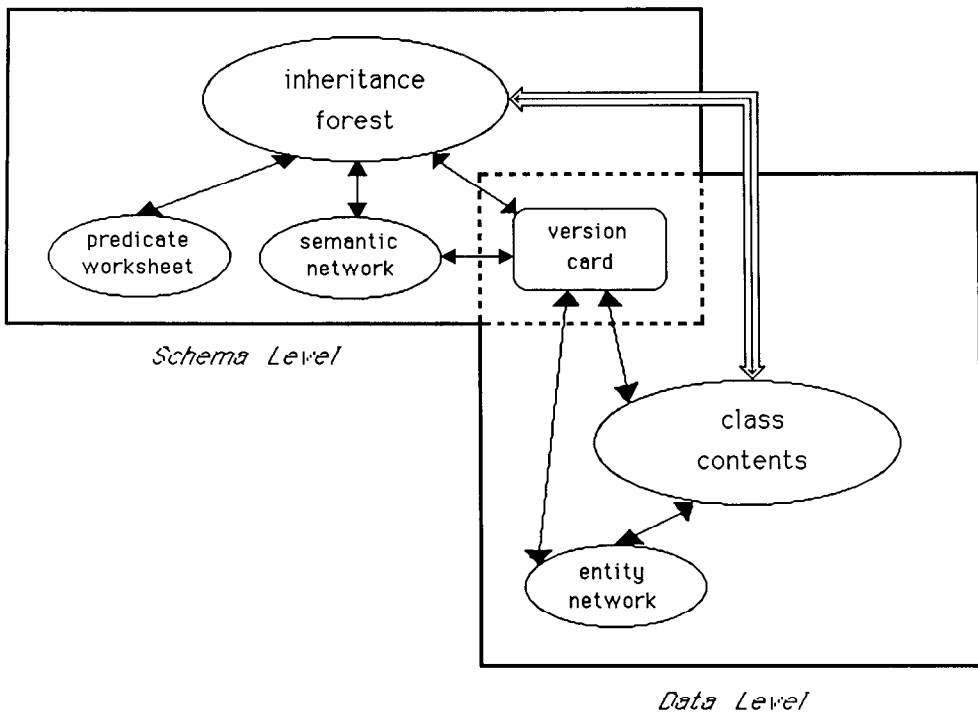 inheritance
forest
predicate
worksheet
semantic
network
version
card
Schema Level
class
contents
entity
network
Data Level